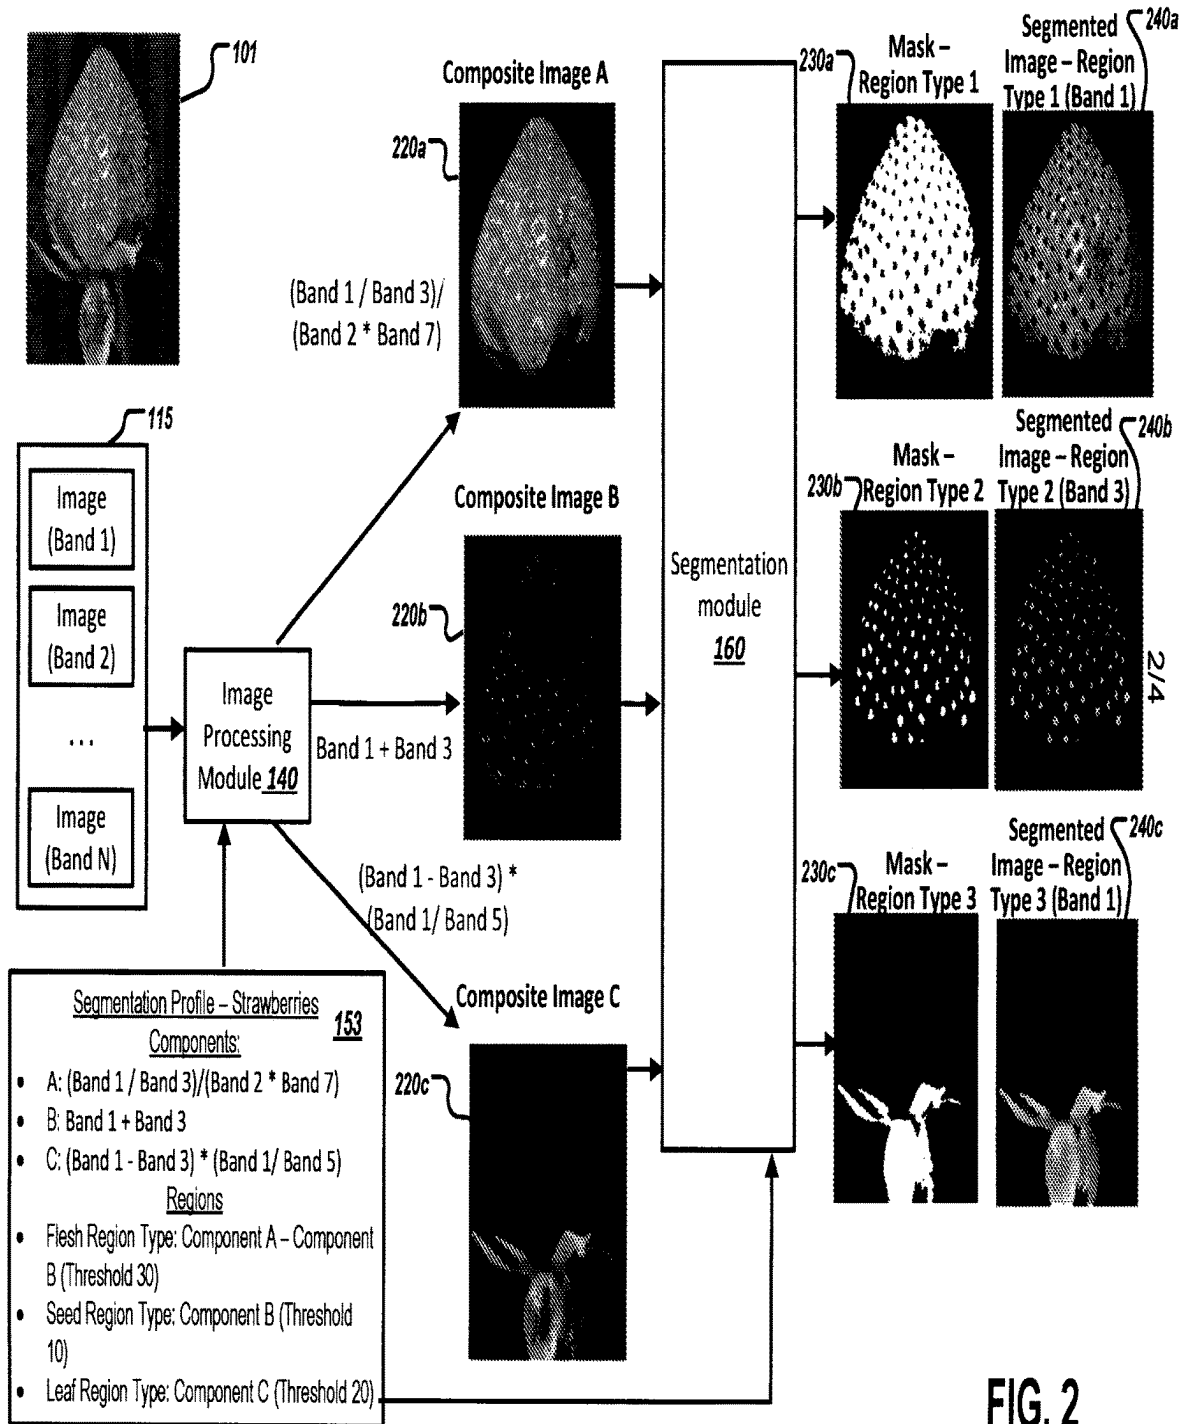 101
115
Image
(Band 1)
Image
(Band 2)
...
Image
(Band N)
Image
Processing
Module 140
(Band 1 / Band 3)/
(Band 2 * Band 7)
Band 1 + Band 3
(Band 1 - Band 3) *
(Band 1/ Band 5)
Segmentation Profile – Strawberries
153
Components:
• A: (Band 1 / Band 3)/(Band 2 * Band 7)
• B: Band 1 + Band 3
• C: (Band 1 - Band 3) * (Band 1/ Band 5)
Regions
• Flesh Region Type: Component A – Component
B (Threshold 30)
• Seed Region Type: Component B (Threshold
10)
• Leaf Region Type: Component C (Threshold 20)
Composite Image A
220a
Composite Image B
220b
Composite Image C
220c
Segmentation
module
160
230a
Mask –
Region Type 1
240a
Segmented
Image – Region
Type 1 (Band 1)
230b
Mask –
Region Type 2
240b
Segmented
Image – Region
Type 2 (Band 3)
230c
Mask –
Region Type 3
240c
Segmented
Image – Region
Type 3 (Band 1)
2/4
FIG. 2